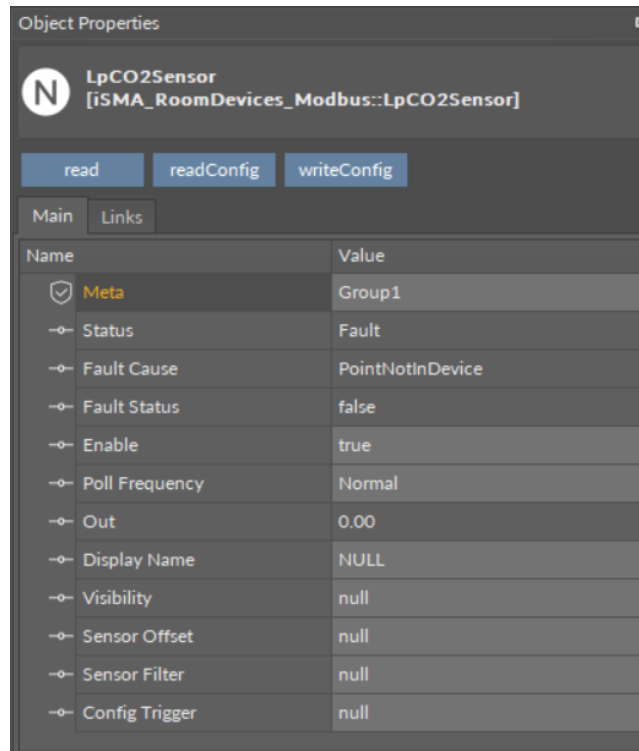 Object Properties
N
LpCO2Sensor
[iSMA_RoomDevices_Modbus::LpCO2Sensor]
read readConfig writeConfig
Main Links
Name Value
Meta Group1
Status Fault
Fault Cause PointNotInDevice
Fault Status false
Enable true
Poll Frequency Normal
Out 0.00
Display Name NULL
Visibility null
Sensor Offset null
Sensor Filter null
Config Trigger null